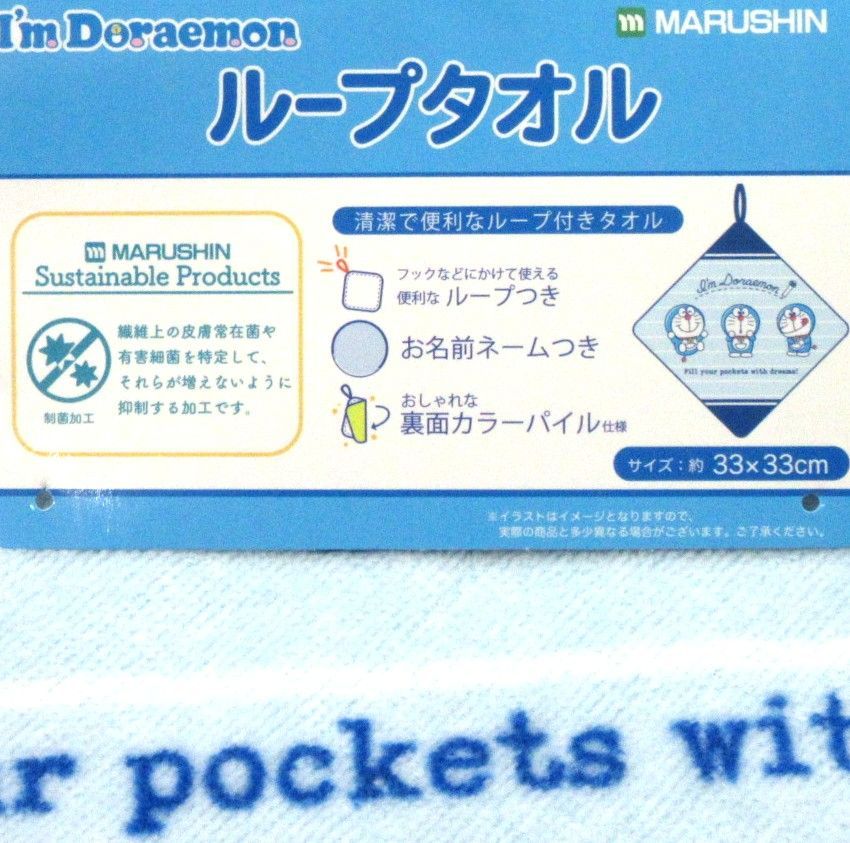 I'm Doraemon
MARUSHIN
ループタオル
MARUSHIN
Sustainable Products
繊維上の皮膚常在菌や
有害細菌を特定して、
それらが増えないように
抑制する加工です。
制菌加工
清潔で便利なループ付きタオル
フックなどにかけて使える
便利な ループつき
お名前ネームつき
おしゃれな
裏面カラーパイル仕様
I'm Doraemon
Fill your pockets with dreams!
サイズ：約 33×33cm
※イラストはイメージとなりますので、
実際の商品と多少異なる場合がございます。ご了承ください。
ur pockets wit